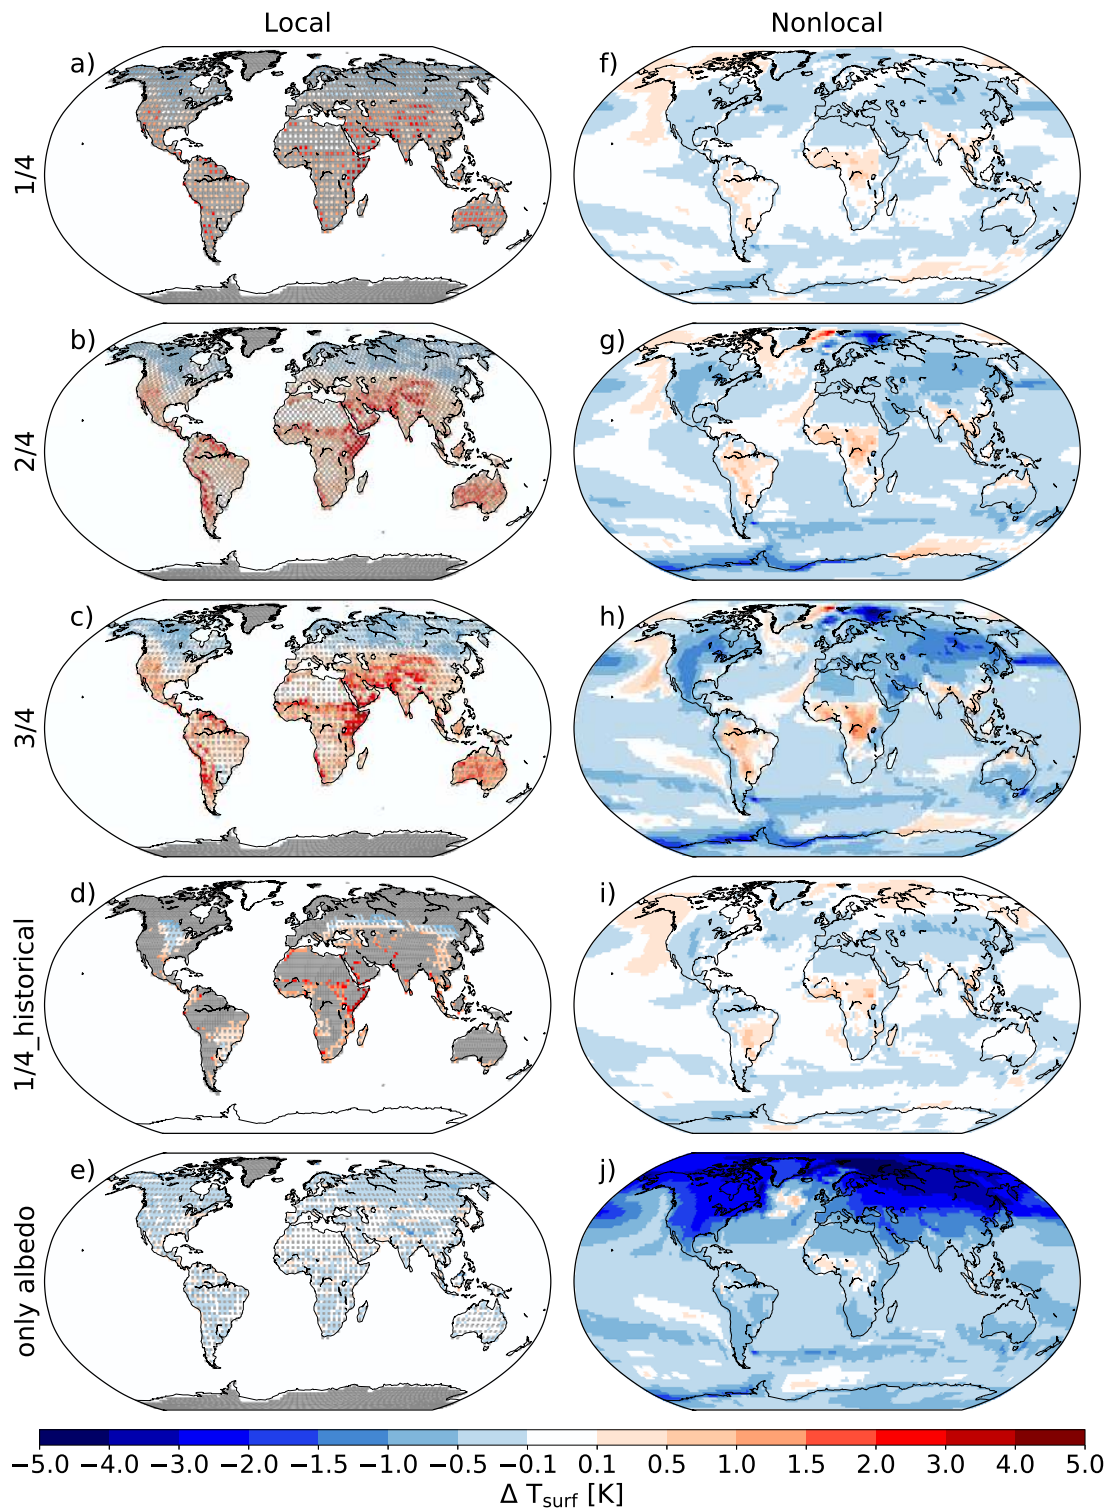 Local Nonlocal
a) f)
1/4
b) g)
2/4
c) h)
3/4
d) i)
1/4_historical
e) j)
only albedo
−5.0 −4.0 −3.0 −2.0 −1.5 −1.0 −0.5 −0.1 0.1 0.5 1.0 1.5 2.0 3.0 4.0 5.0
Δ T_surf [K]